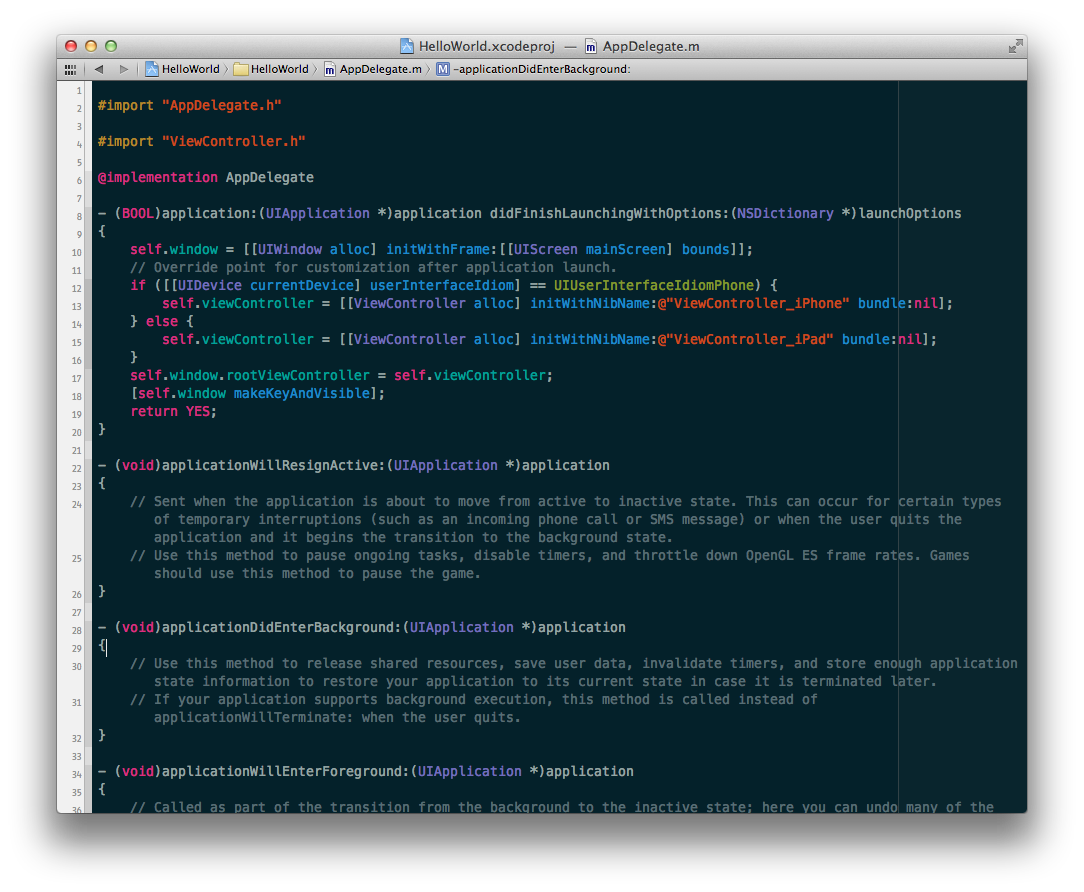 HelloWorld.xcodeproj — AppDelegate.m
HelloWorld HelloWorld AppDelegate.m M -applicationDidEnterBackground:
1
2 #import "AppDelegate.h"
3
4 #import "ViewController.h"
5
6 @implementation AppDelegate
7
8 - (BOOL)application:(UIApplication *)application didFinishLaunchingWithOptions:(NSDictionary *)launchOptions
9 {
10 self.window = [[UIWindow alloc] initWithFrame:[[UIScreen mainScreen] bounds]];
11 // Override point for customization after application launch.
12 if ([[UIDevice currentDevice] userInterfaceIdiom] == UIUserInterfaceIdiomPhone) {
13 self.viewController = [[ViewController alloc] initWithNibName:@"ViewController_iPhone" bundle:nil];
14 } else {
15 self.viewController = [[ViewController alloc] initWithNibName:@"ViewController_iPad" bundle:nil];
16 }
17 self.window.rootViewController = self.viewController;
18 [self.window makeKeyAndVisible];
19 return YES;
20 }
21
22 - (void)applicationWillResignActive:(UIApplication *)application
23 {
24 // Sent when the application is about to move from active to inactive state. This can occur for certain types
of temporary interruptions (such as an incoming phone call or SMS message) or when the user quits the
application and it begins the transition to the background state.
25 // Use this method to pause ongoing tasks, disable timers, and throttle down OpenGL ES frame rates. Games
should use this method to pause the game.
26 }
27
28 - (void)applicationDidEnterBackground:(UIApplication *)application
29 {
30 // Use this method to release shared resources, save user data, invalidate timers, and store enough application
state information to restore your application to its current state in case it is terminated later.
31 // If your application supports background execution, this method is called instead of
applicationWillTerminate: when the user quits.
32 }
33
34 - (void)applicationWillEnterForeground:(UIApplication *)application
35 {
36 // Called as part of the transition from the background to the inactive state; here you can undo many of the